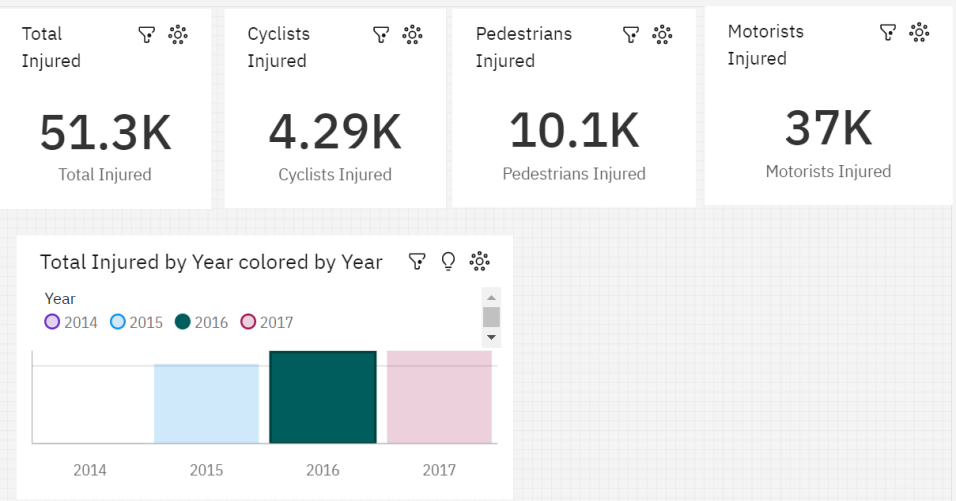 Total
Injured
51.3K
Total Injured
Cyclists
Injured
4.29K
Cyclists Injured
Pedestrians
Injured
10.1K
Pedestrians Injured
Motorists
Injured
37K
Motorists Injured
Total Injured by Year colored by Year
Year
2014 2015 2016 2017
2014 2015 2016 2017